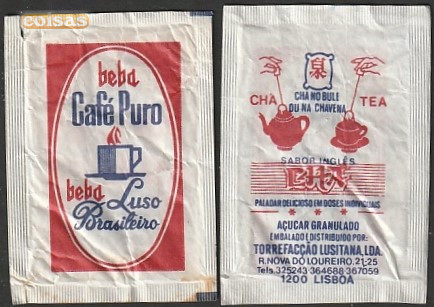 coisas
beba
Café Puro
beba Luso
Brasileiro
泉
CHÁ NO BULE
OU NA CHAVENA
CHÁ TEA
SABOR INGLÊS
CHÁ
PALADAR DELICIOSO EM DOSES INDIVIDUAIS
AÇUCAR GRANULADO
EMBALADO E DISTRIBUIDO POR:
TORREFACÇÃO LUSITANA, LDA.
R. NOVA DO LOUREIRO, 21-25
Tels. 325243-364688-367059
1200 LISBOA